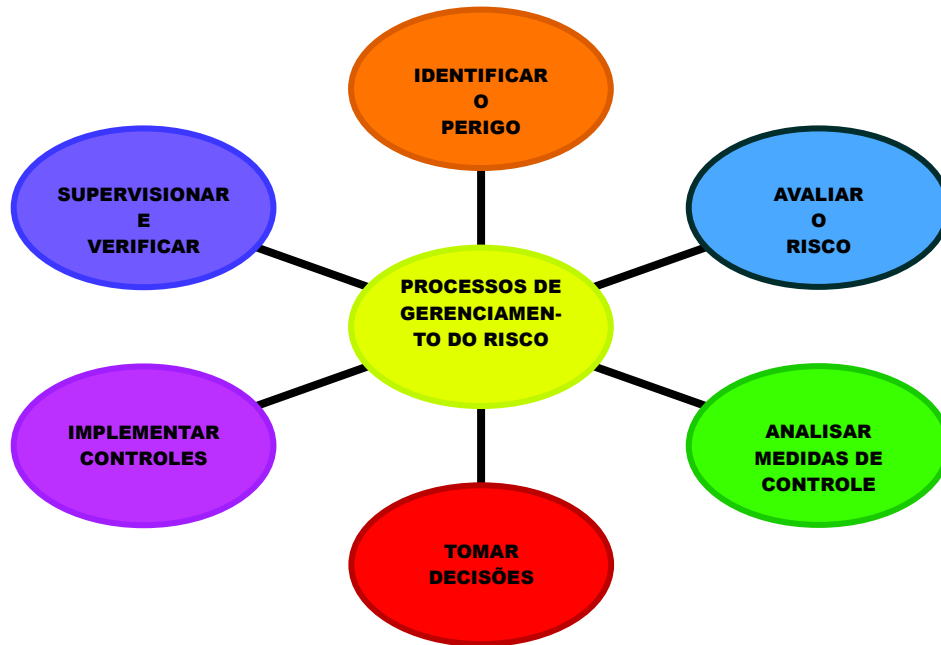 IDENTIFICAR
O
PERIGO
SUPERVISIONAR
E
VERIFICAR
AVALIAR
O
RISCO
PROCESSOS DE
GERENCIAMEN-
TO DO RISCO
IMPLEMENTAR
CONTROLES
ANALISAR
MEDIDAS DE
CONTROLE
TOMAR
DECISÕES